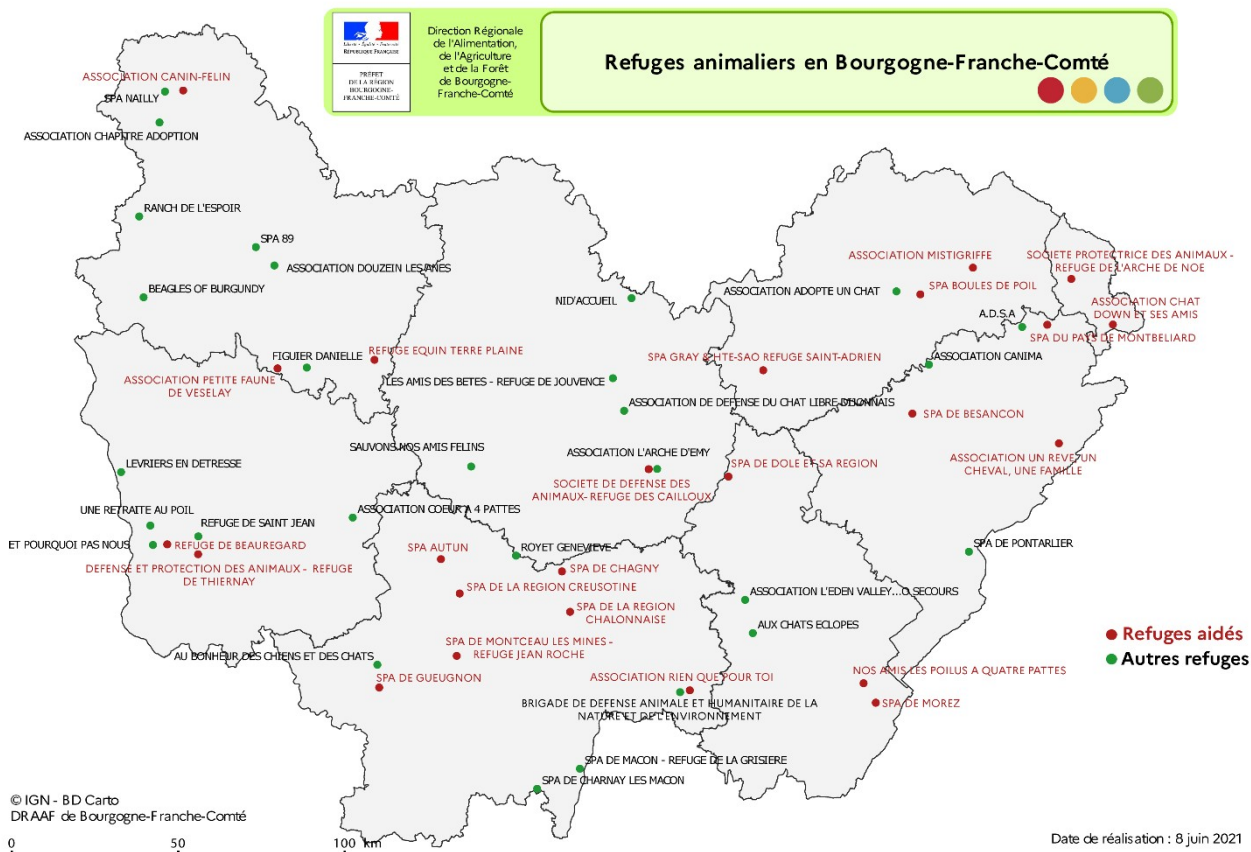 Liberté • Égalité • Fraternité
RÉPUBLIQUE FRANÇAISE
PRÉFET
DE LA RÉGION
BOURGOGNE-
FRANCHE-COMTÉ
Direction Régionale
de l'Alimentation,
de l'Agriculture
et de la Forêt
de Bourgogne-
Franche-Comté
Refuges animaliers en Bourgogne-Franche-Comté
ASSOCIATION CANIN-FELIN
SPA NAILLY
ASSOCIATION CHAPITRE ADOPTION
RANCH DE L'ESPOIR
SPA 89
ASSOCIATION DOUZEIN LES ANES
BEAGLES OF BURGUNDY
NID'ACCUEIL
ASSOCIATION MISTIGRIFFE
SOCIETE PROTECTRICE DES ANIMAUX -
REFUGE DE L'ARCHE DE NOE
ASSOCIATION ADOPTE UN CHAT
SPA BOULES DE POIL
ASSOCIATION CHAT
DOWN ET SES AMIS
A.D.S.A
SPA DU PAYS DE MONTBELIARD
FIGUIER DANIELLE
REFUGE EQUIN TERRE PLAINE
SPA GRAY & HTE-SAO REFUGE SAINT-ADRIEN
ASSOCIATION CANIMA
ASSOCIATION PETITE FAUNE
DE VESELAY
LES AMIS DES BETES - REFUGE DE JOUVENCE
ASSOCIATION DE DEFENSE DU CHAT LIBRE DIJONNAIS
SPA DE BESANCON
SAUVONS NOS AMIS FELINS
ASSOCIATION L'ARCHE D'EMY
SPA DE DOLE ET SA REGION
ASSOCIATION UN REVE, UN
CHEVAL, UNE FAMILLE
LEVRIERS EN DETRESSE
SOCIETE DE DEFENSE DES
ANIMAUX- REFUGE DES CAILLOUX
UNE RETRAITE AU POIL
REFUGE DE SAINT JEAN
ASSOCIATION COEUR A 4 PATTES
ET POURQUOI PAS NOUS
REFUGE DE BEAUREGARD
DEFENSE ET PROTECTION DES ANIMAUX - REFUGE
DE THIERNAY
SPA AUTUN
ROYET GENEVIEVE
SPA DE PONTARLIER
SPA DE CHAGNY
SPA DE LA REGION CREUSOTINE
ASSOCIATION L'EDEN VALLEY...O SECOURS
SPA DE LA REGION
CHALONNAISE
AUX CHATS ECLOPES
SPA DE MONTCEAU LES MINES -
REFUGE JEAN ROCHE
AU BONHEUR DES CHIENS ET DES CHATS
SPA DE GUEUGNON
ASSOCIATION RIEN QUE POUR TOI
NOS AMIS LES POILUS A QUATRE PATTES
BRIGADE DE DEFENSE ANIMALE ET HUMANITAIRE DE LA
NATURE ET DE L'ENVIRONNEMENT
SPA DE MOREZ
SPA DE MACON - REFUGE DE LA GRISIERE
SPA DE CHARNAY LES MACON
Refuges aidés
Autres refuges
© IGN - BD Carto
DRAAF de Bourgogne-Franche-Comté
0 50 100 km
Date de réalisation : 8 juin 2021